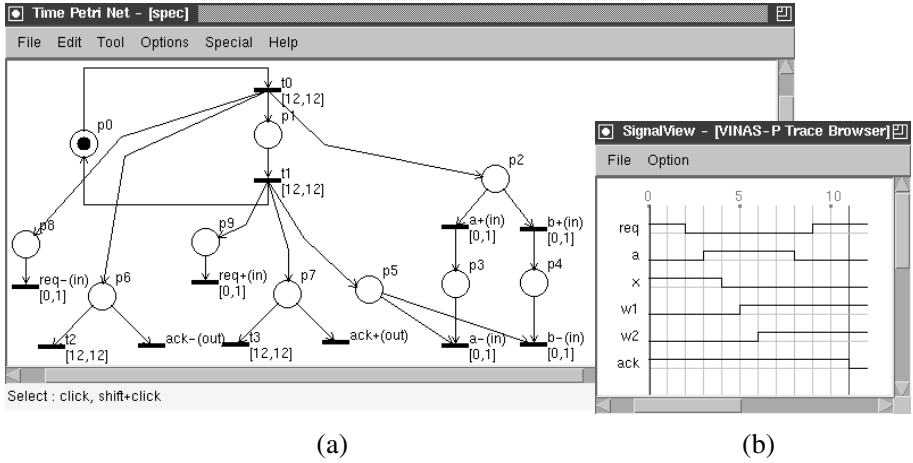 Time Petri Net - [spec]
File Edit Tool Options Special Help
t0
[12,12]
p0
p1
p2
t1
[12,12]
p8
p9
a+(in)
[0,1]
b+(in)
[0,1]
req-(in)
[0,1]
p6
req+(in)
[0,1]
p7
p5
p3
p4
t2
[12,12]
ack-(out)
t3
[12,12]
ack+(out)
a-(in)
[0,1]
b-(in)
[0,1]
Select : click, shift+click
(a)
SignalView - [VINAS-P Trace Browser]
File Option
0 5 10
req
a
x
w1
w2
ack
(b)